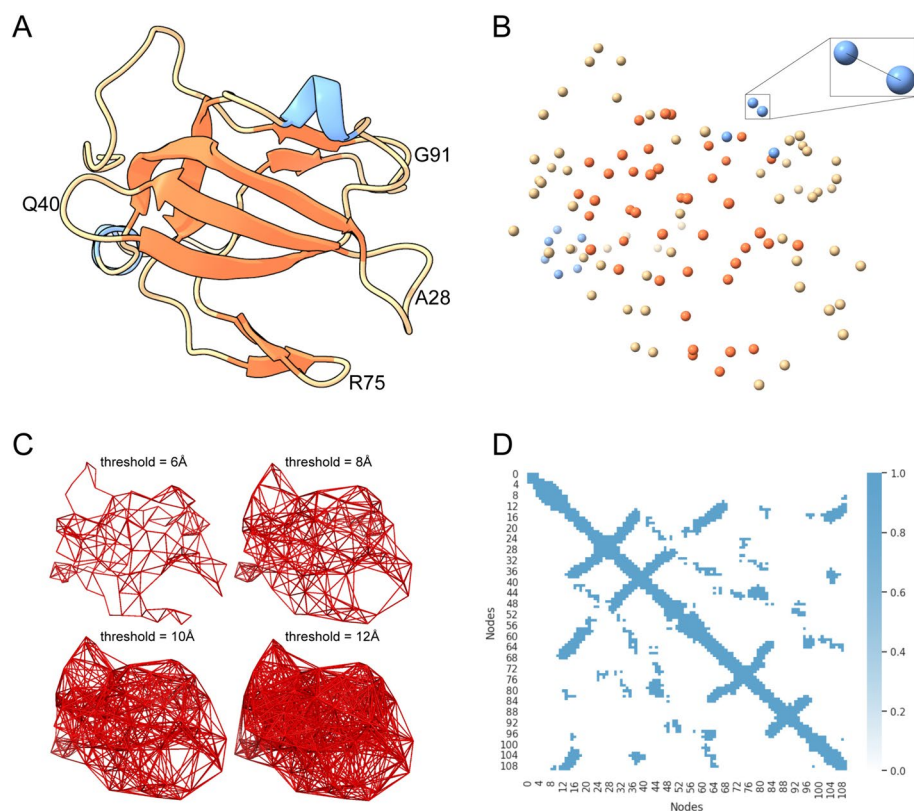 A
B
G91
Q40
A28
R75
C
D
threshold = 6Å
threshold = 8Å
threshold = 10Å
threshold = 12Å
Nodes
0
4
8
12
16
20
24
28
32
36
40
44
48
52
56
60
64
68
72
76
80
84
88
92
96
100
104
108
0 4 8 12 16 20 24 28 32 36 40 44 48 52 56 60 64 68 72 76 80 84 88 92 96 100 104 108
Nodes
1.0
0.8
0.6
0.4
0.2
0.0